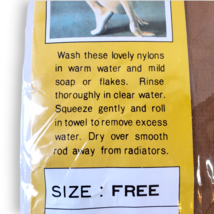 Wash these lovely nylons
in warm water and mild
soap or flakes. Rinse
thoroughly in clear water.
Squeeze gently and roll
in towel to remove excess
water. Dry over smooth
rod away from radiators.
SIZE : FREE